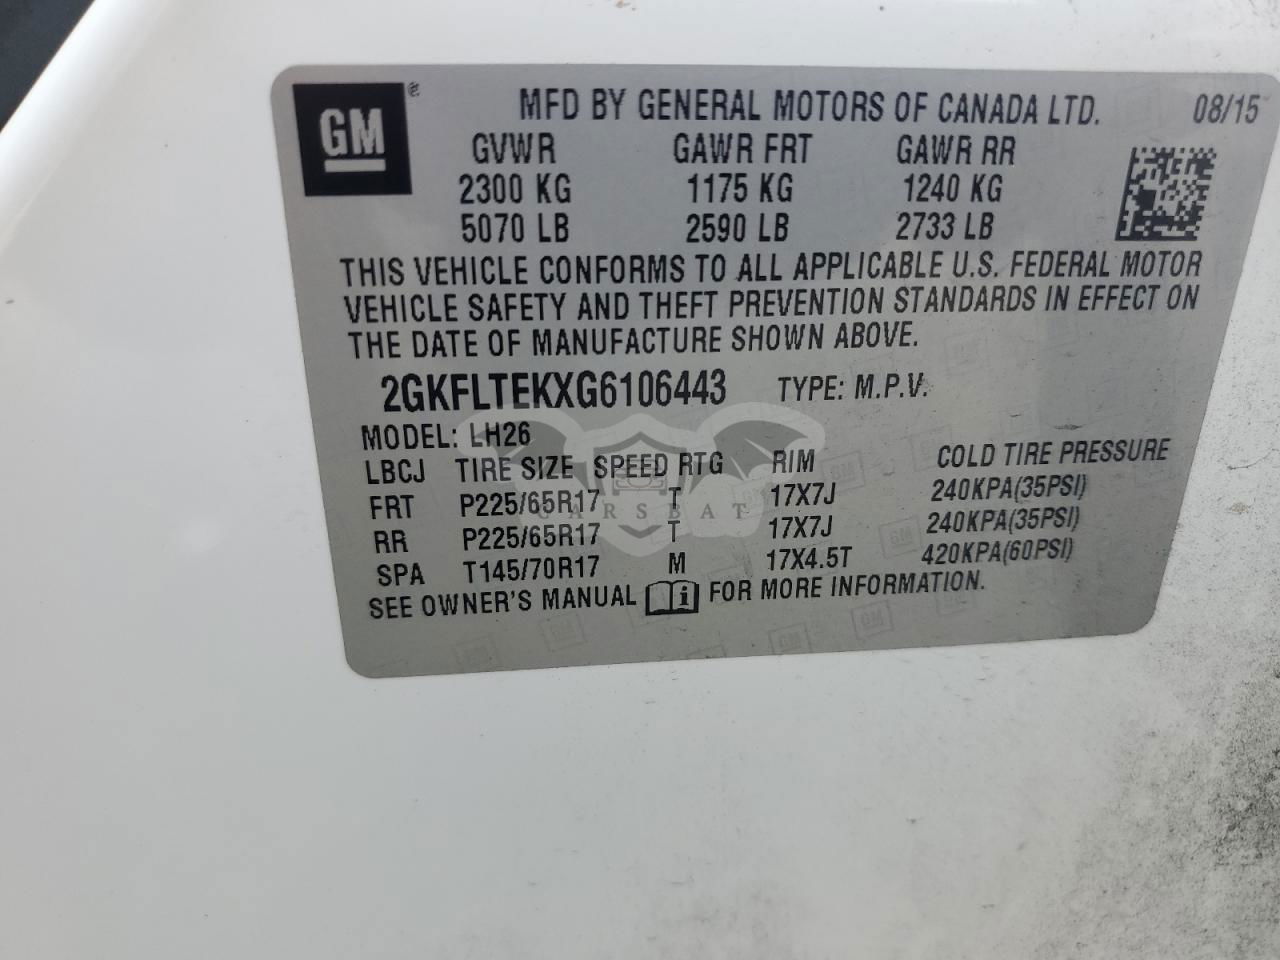 GM
MFD BY GENERAL MOTORS OF CANADA LTD. 08/15
GVWR GAWR FRT GAWR RR
2300 KG 1175 KG 1240 KG
5070 LB 2590 LB 2733 LB
THIS VEHICLE CONFORMS TO ALL APPLICABLE U.S. FEDERAL MOTOR
VEHICLE SAFETY AND THEFT PREVENTION STANDARDS IN EFFECT ON
THE DATE OF MANUFACTURE SHOWN ABOVE.
2GKFLTEKXG6106443 TYPE: M.P.V.
MODEL: LH26
LBCJ TIRE SIZE SPEED RTG RIM COLD TIRE PRESSURE
FRT P225/65R17 T 17X7J 240KPA(35PSI)
CARSBAT
RR P225/65R17 T 17X7J 240KPA(35PSI)
SPA T145/70R17 M 17X4.5T 420KPA(60PSI)
SEE OWNER'S MANUAL i FOR MORE INFORMATION.